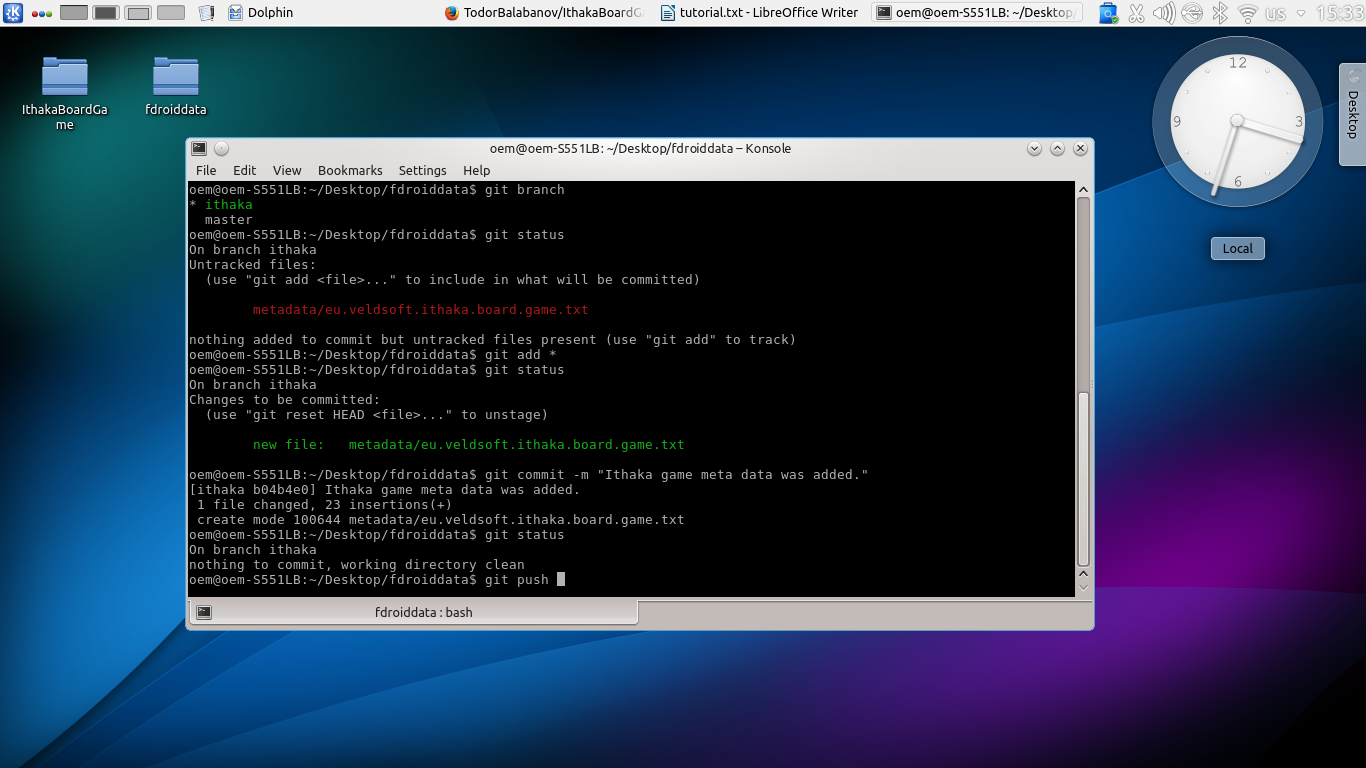 Dolphin
TodorBalabanov/IthakaBoardG
tutorial.txt - LibreOffice Writer
oem@oem-S551LB: ~/Desktop/
us
15:33
IthakaBoardGa
me
fdroiddata
12
3
6
9
Local
Desktop
oem@oem-S551LB: ~/Desktop/fdroiddata – Konsole
File Edit View Bookmarks Settings Help
oem@oem-S551LB:~/Desktop/fdroiddata$ git branch
* ithaka
  master
oem@oem-S551LB:~/Desktop/fdroiddata$ git status
On branch ithaka
Untracked files:
  (use "git add <file>..." to include in what will be committed)
        metadata/eu.veldsoft.ithaka.board.game.txt
nothing added to commit but untracked files present (use "git add" to track)
oem@oem-S551LB:~/Desktop/fdroiddata$ git add *
oem@oem-S551LB:~/Desktop/fdroiddata$ git status
On branch ithaka
Changes to be committed:
  (use "git reset HEAD <file>..." to unstage)
        new file:   metadata/eu.veldsoft.ithaka.board.game.txt
oem@oem-S551LB:~/Desktop/fdroiddata$ git commit -m "Ithaka game meta data was added."
[ithaka b04b4e0] Ithaka game meta data was added.
 1 file changed, 23 insertions(+)
 create mode 100644 metadata/eu.veldsoft.ithaka.board.game.txt
oem@oem-S551LB:~/Desktop/fdroiddata$ git status
On branch ithaka
nothing to commit, working directory clean
oem@oem-S551LB:~/Desktop/fdroiddata$ git push
fdroiddata : bash